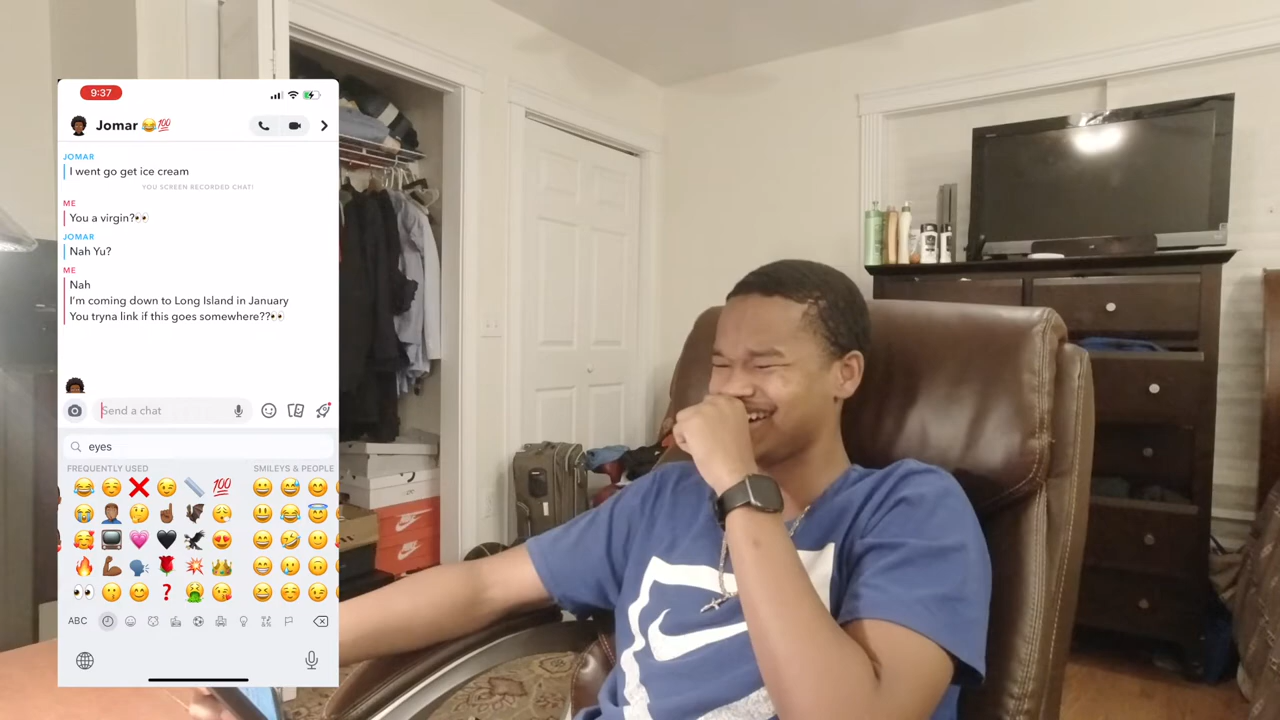 9:37
Jomar 😂💯
JOMAR
I went go get ice cream
YOU SCREEN RECORDED CHAT!
ME
You a virgin?👀
JOMAR
Nah Yu?
ME
Nah
I'm coming down to Long Island in January
You tryna link if this goes somewhere??👀
Send a chat
eyes
FREQUENTLY USED SMILEYS & PEOPLE
ABC